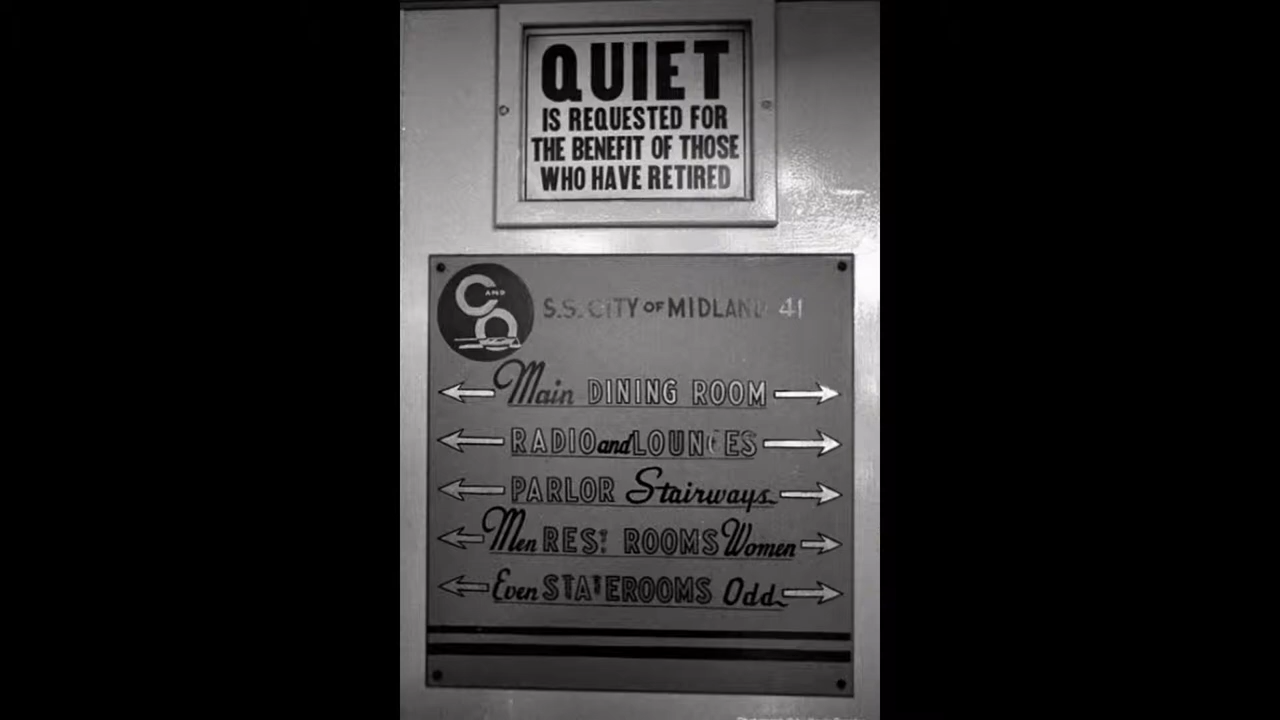 QUIET
IS REQUESTED FOR
THE BENEFIT OF THOSE
WHO HAVE RETIRED
C AND O
S.S. CITY OF MIDLAND 41
Main DINING ROOM
RADIO and LOUNGES
PARLOR Stairways
Men REST ROOMS Women
Even STATEROOMS Odd